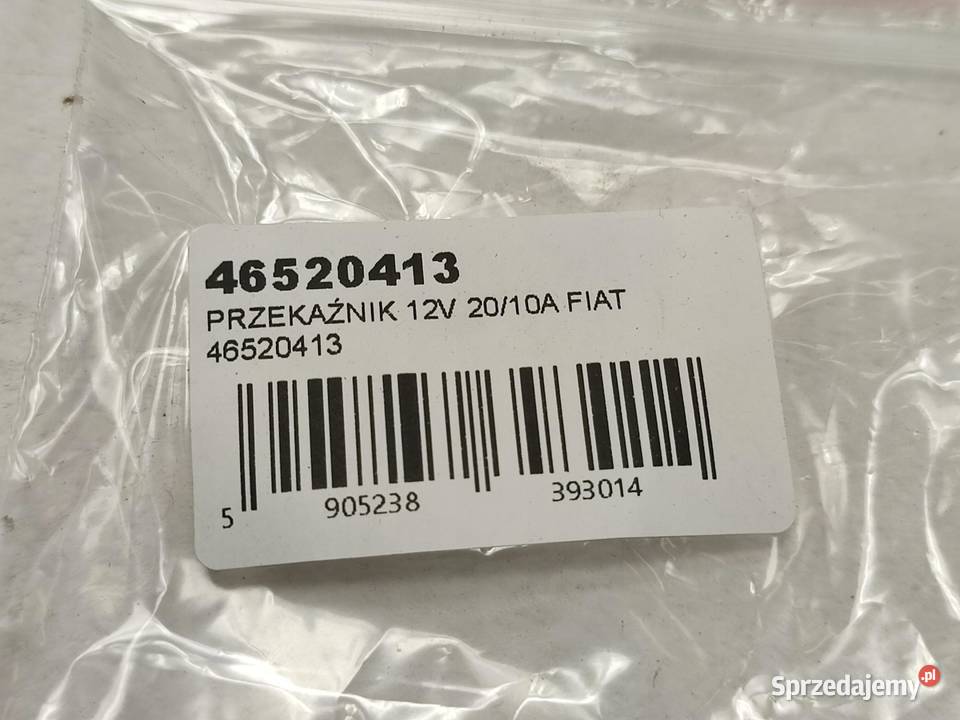 46520413
PRZEKAŹNIK 12V 20/10A FIAT
46520413
5 905238 393014
Sprzedajemy.pl